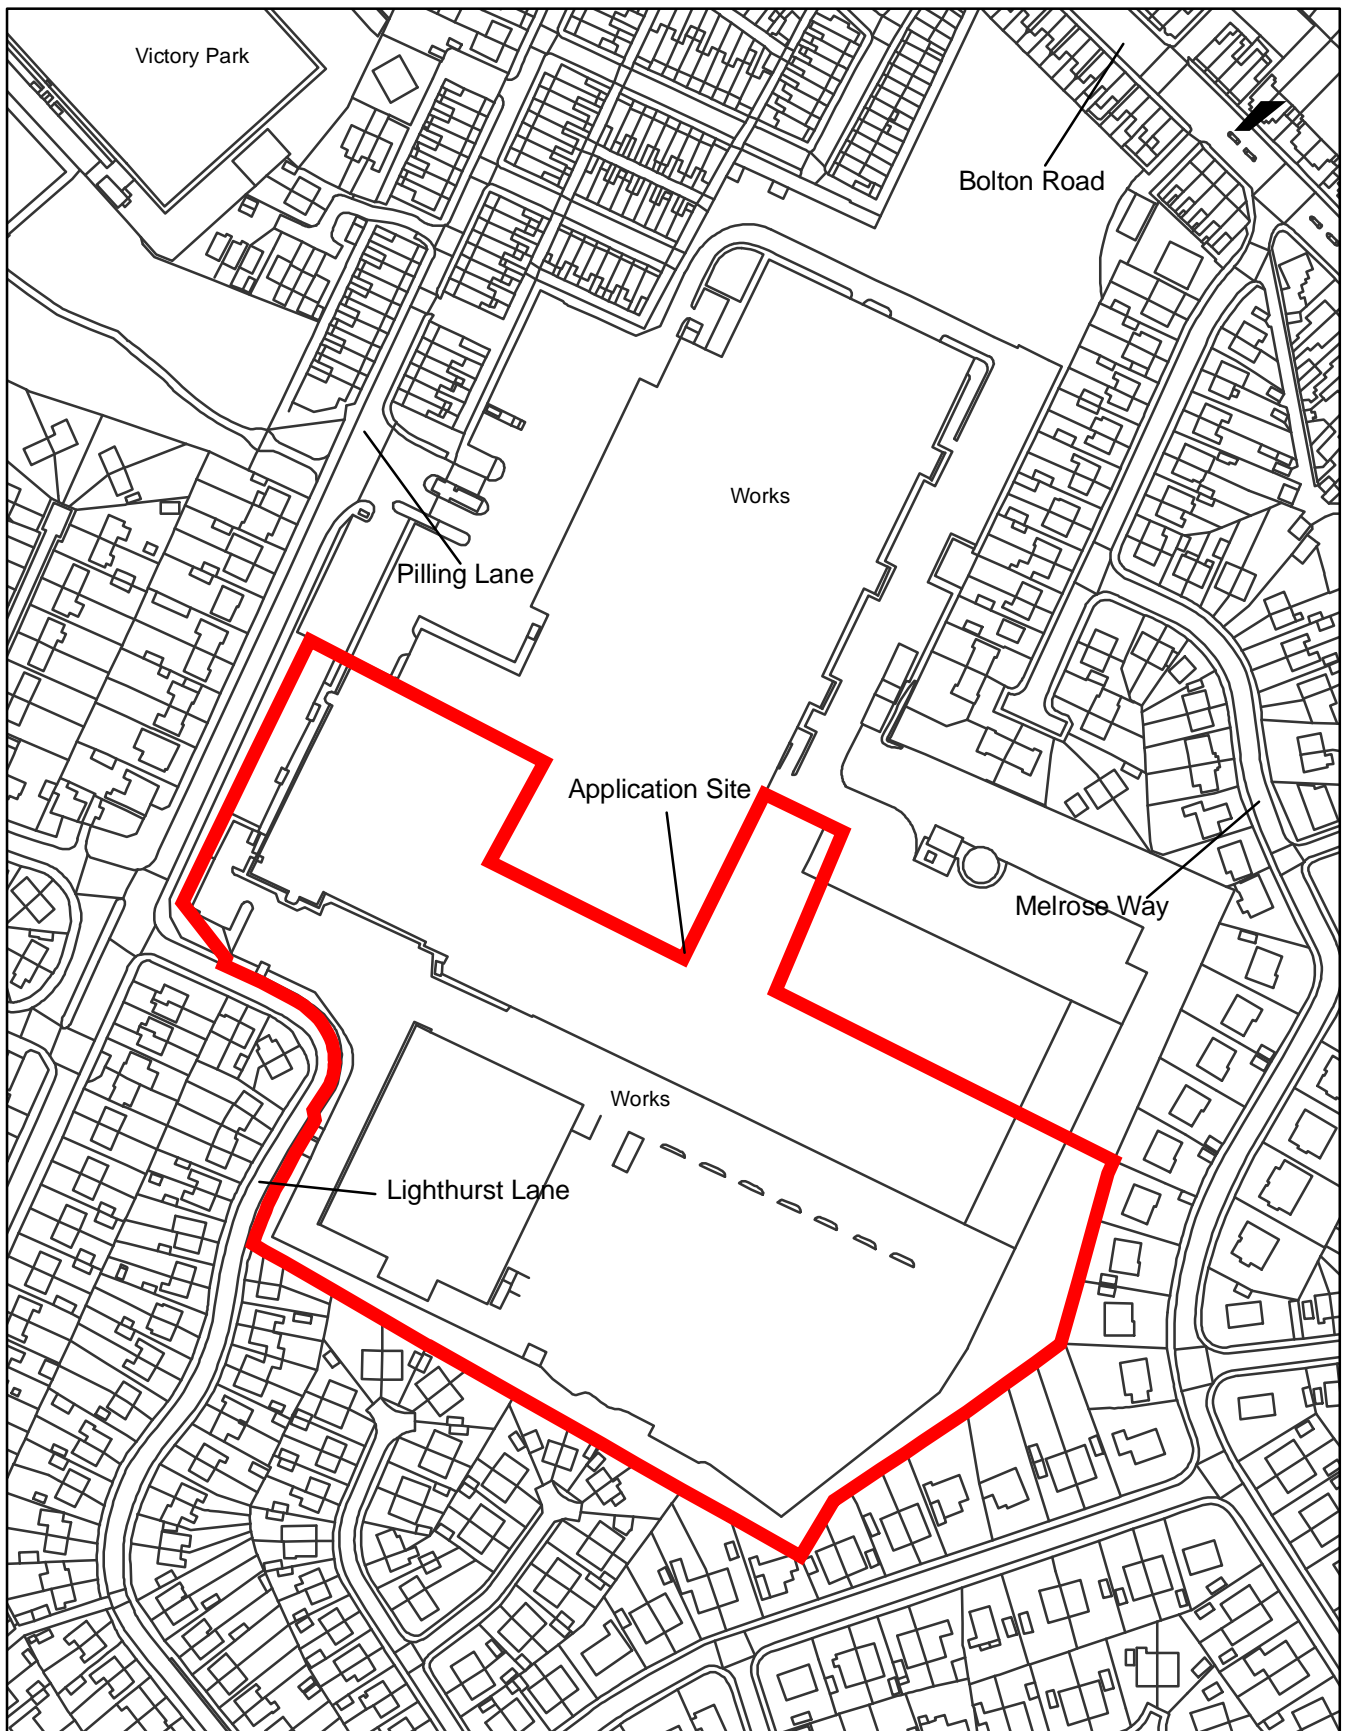 Victory Park
Bolton Road
Works
Pilling Lane
Application Site
Melrose Way
Works
Lighthurst Lane